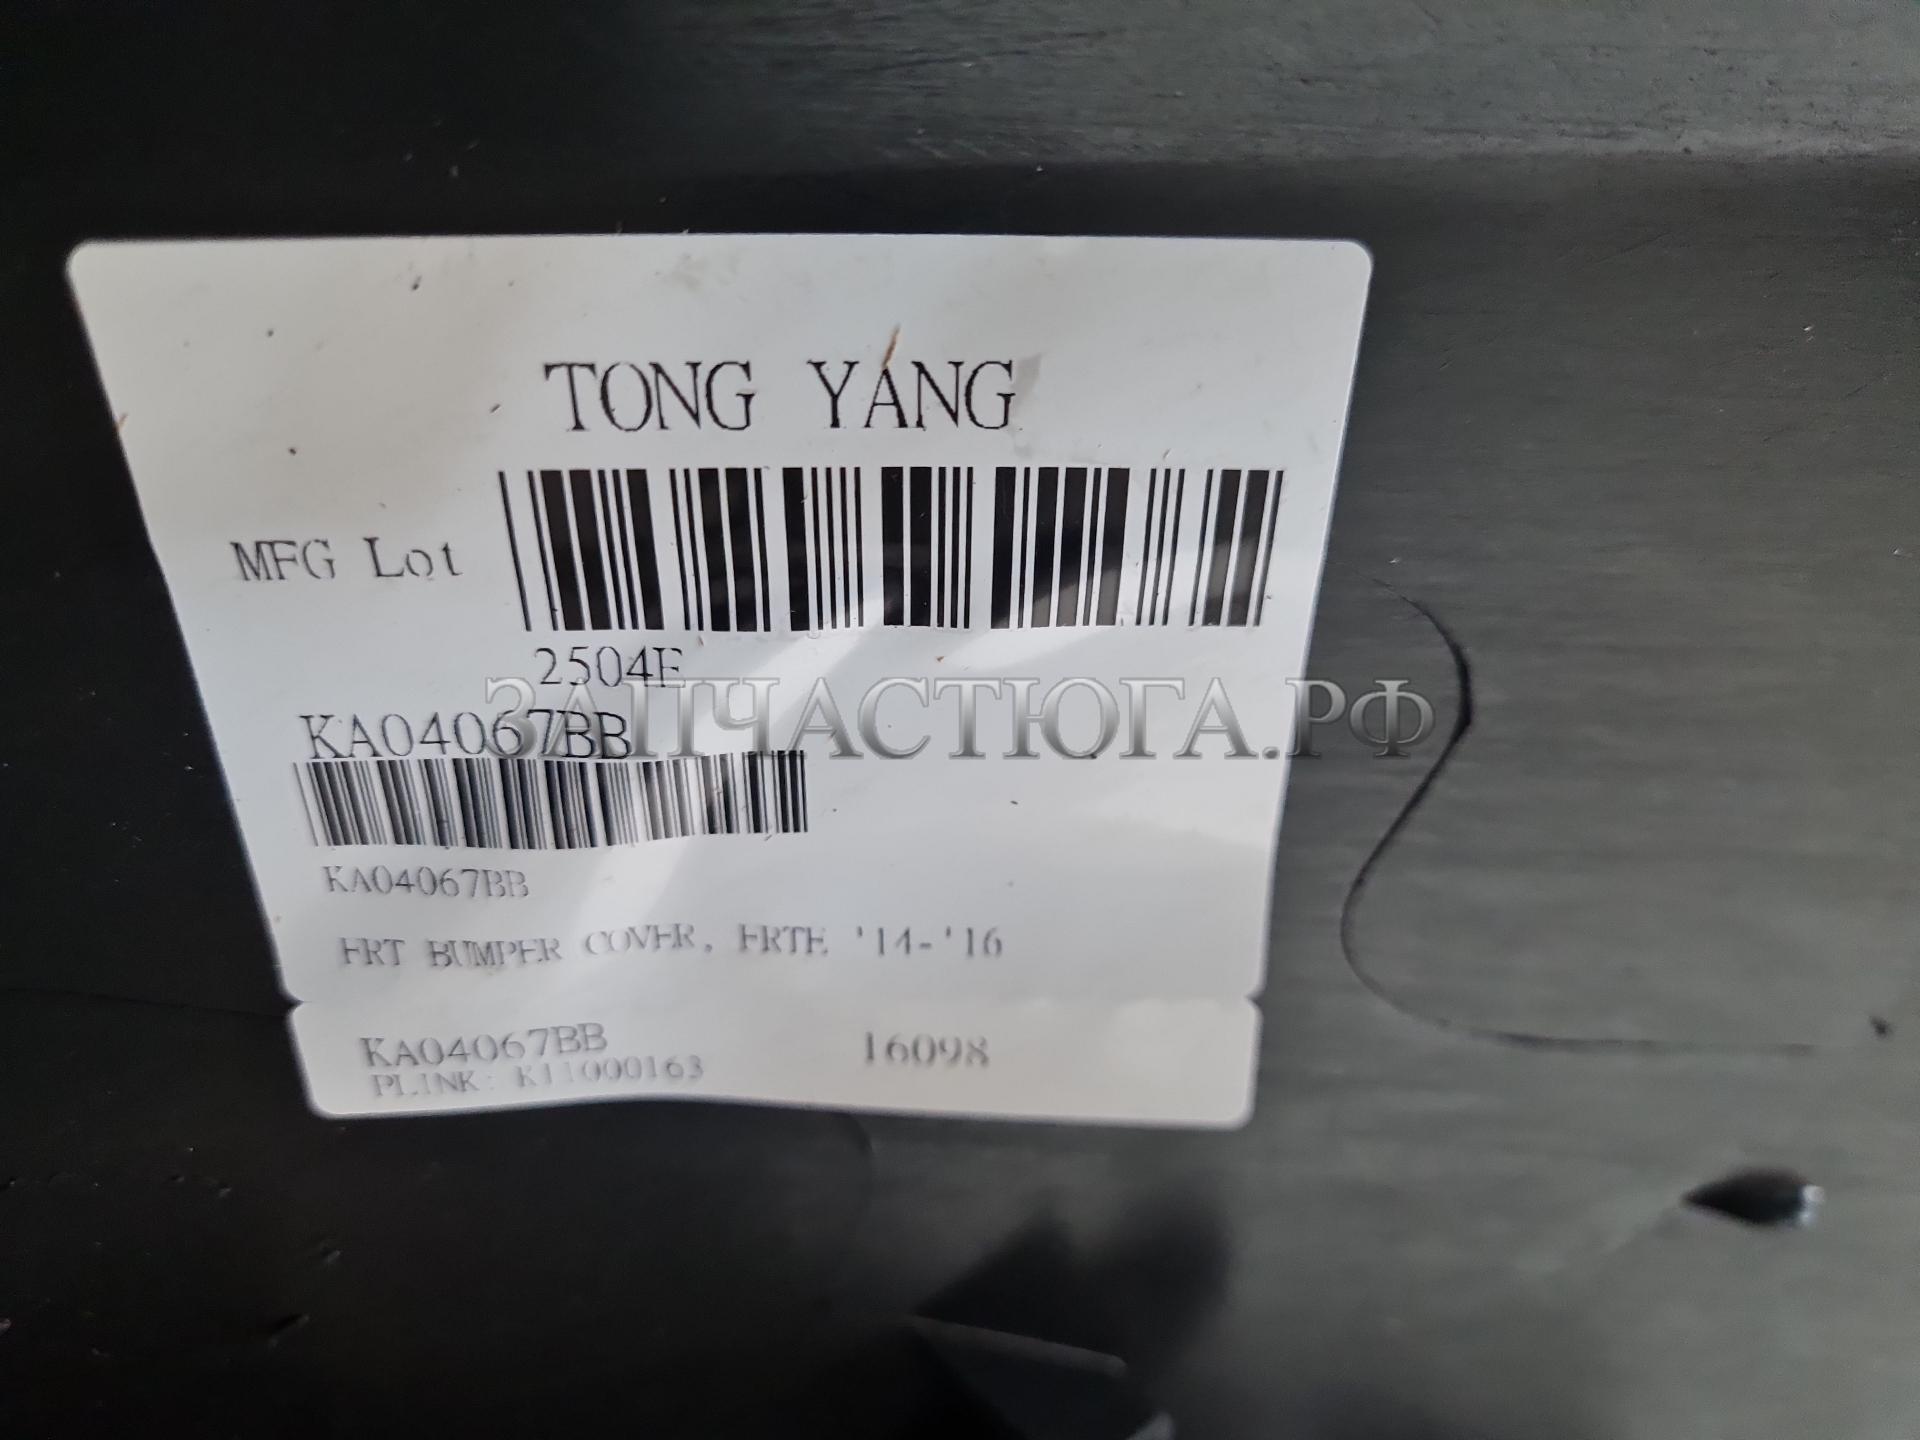 TONG YANG
MFG Lot
2504E
ЗАПЧАСТЮГА.РФ
KA04067BB
KA04067BB
FRT BUMPER COVER, FRTE '14-'16
KA04067BB 16098
PLINK: K11000163